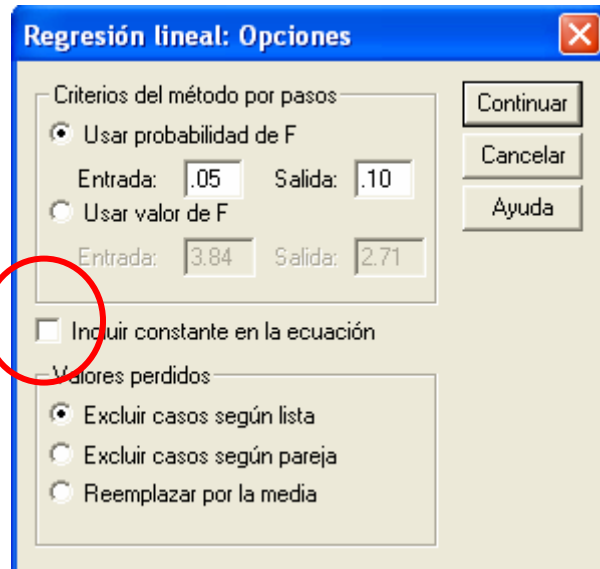 Regresión lineal: Opciones
Criterios del método por pasos
Usar probabilidad de F
Entrada: .05 Salida: .10
Usar valor de F
Entrada: 3.84 Salida: 2.71
Incluir constante en la ecuación
Valores perdidos
Excluir casos según lista
Excluir casos según pareja
Reemplazar por la media
Continuar
Cancelar
Ayuda